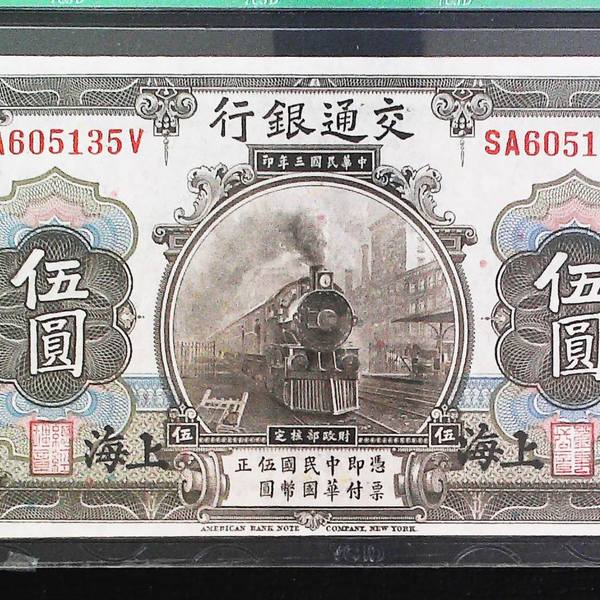 交通銀行
A605135V
SA6051
中華民國三年印
伍圓
伍圓
伍
財政部核定
伍
上海
上海
憑票即付中華民國國幣伍圓正
AMERICAN BANK NOTE COMPANY, NEW YORK.